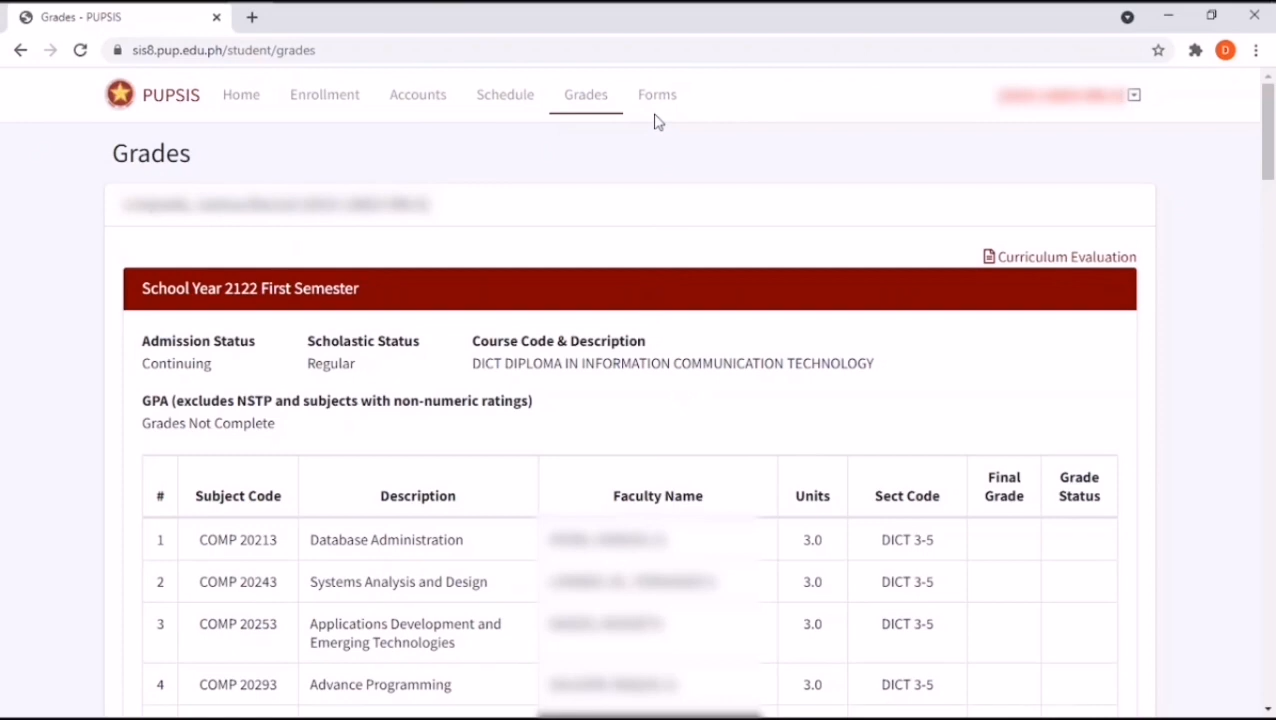 Grades - PUPSIS
sis8.pup.edu.ph/student/grades
D
PUPSIS Home Enrollment Accounts Schedule Grades Forms
Grades
Curriculum Evaluation
School Year 2122 First Semester
Admission Status Scholastic Status Course Code & Description
Continuing Regular DICT DIPLOMA IN INFORMATION COMMUNICATION TECHNOLOGY
GPA (excludes NSTP and subjects with non-numeric ratings)
Grades Not Complete
# Subject Code Description Faculty Name Units Sect Code Final Grade Grade Status
1 COMP 20213 Database Administration 3.0 DICT 3-5
2 COMP 20243 Systems Analysis and Design 3.0 DICT 3-5
3 COMP 20253 Applications Development and 3.0 DICT 3-5
Emerging Technologies
4 COMP 20293 Advance Programming 3.0 DICT 3-5